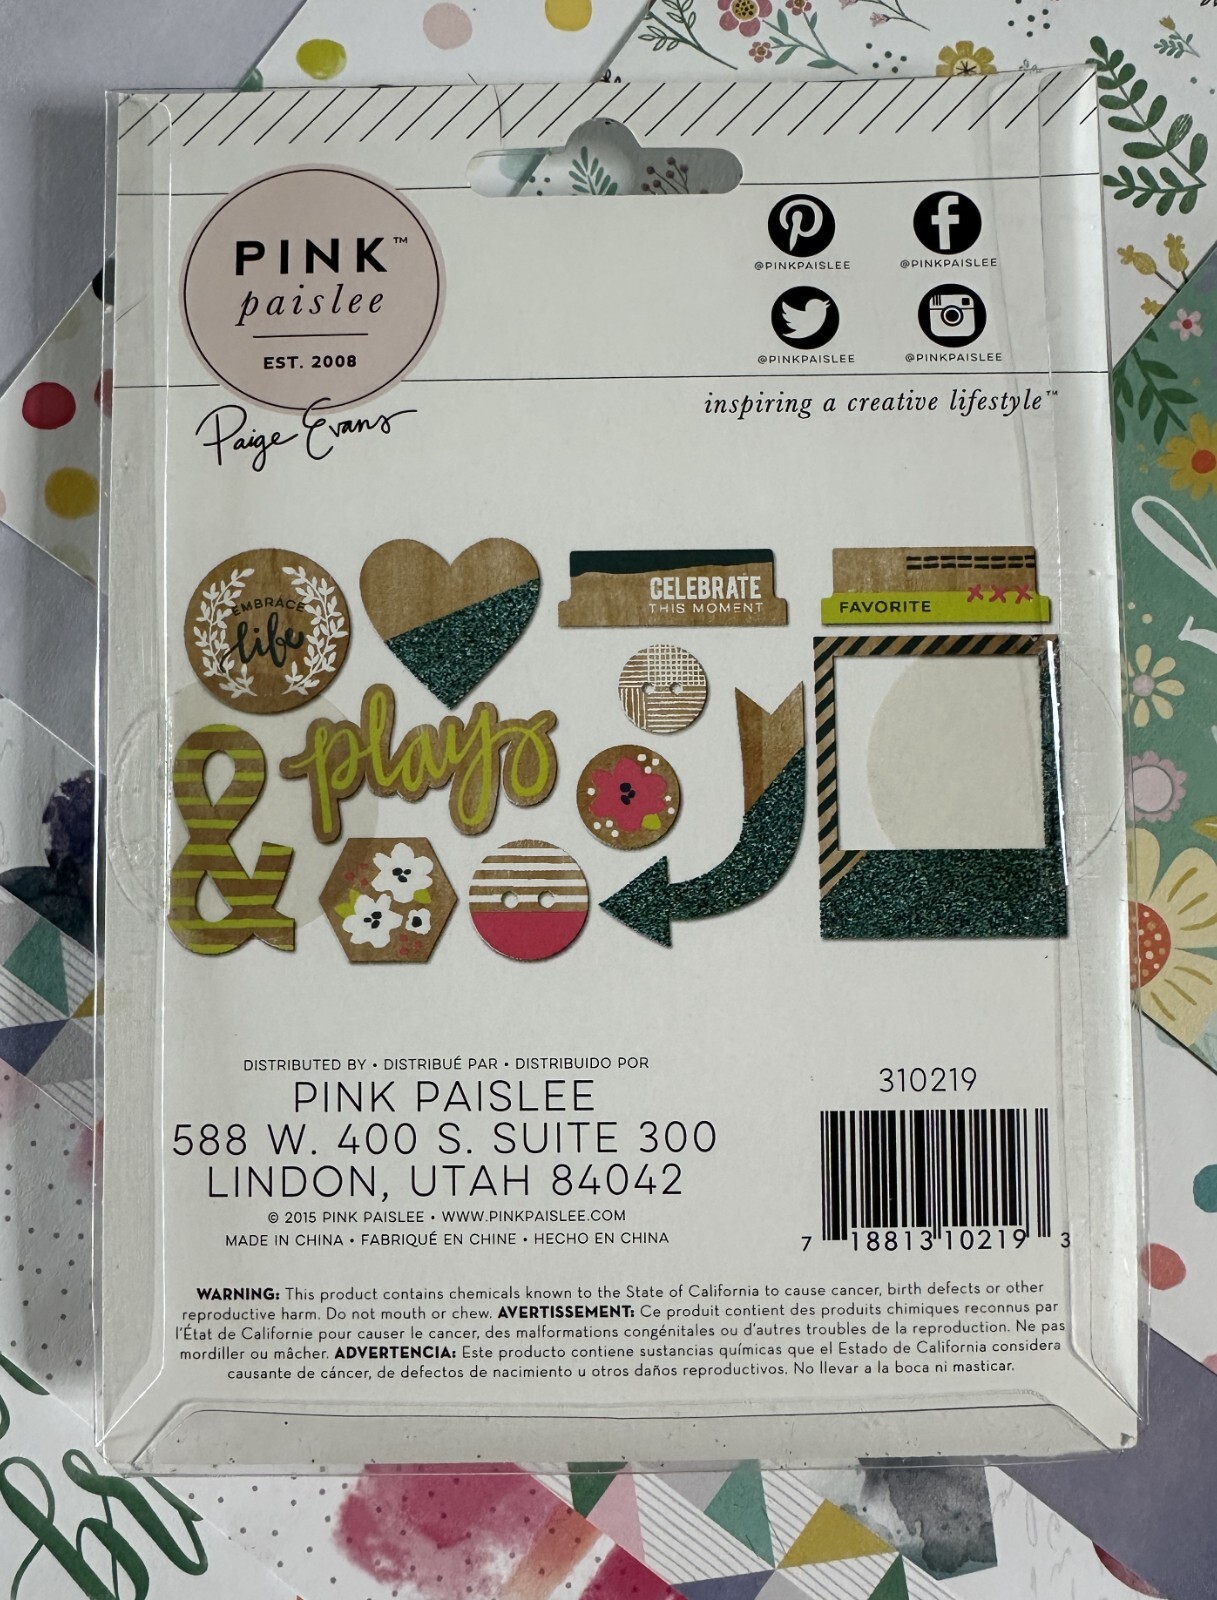 PINK™
paislee
EST. 2008
Paige Evans
@PINKPAISLEE
@PINKPAISLEE
@PINKPAISLEE
@PINKPAISLEE
inspiring a creative lifestyle™
EMBRACE
life
CELEBRATE
THIS MOMENT
FAVORITE
xxx
plays
&
DISTRIBUTED BY • DISTRIBUÉ PAR • DISTRIBUIDO POR
PINK PAISLEE
588 W. 400 S. SUITE 300
LINDON, UTAH 84042
© 2015 PINK PAISLEE • WWW.PINKPAISLEE.COM
MADE IN CHINA • FABRIQUÉ EN CHINE • HECHO EN CHINA
310219
7 18813 10219 3
WARNING: This product contains chemicals known to the State of California to cause cancer, birth defects or other
reproductive harm. Do not mouth or chew. AVERTISSEMENT: Ce produit contient des produits chimiques reconnus par
l'État de Californie pour causer le cancer, des malformations congénitales ou d'autres troubles de la reproduction. Ne pas
mordiller ou mâcher. ADVERTENCIA: Este producto contiene sustancias químicas que el Estado de California considera
causante de cáncer, de defectos de nacimiento u otros daños reproductivos. No llevar a la boca ni masticar.